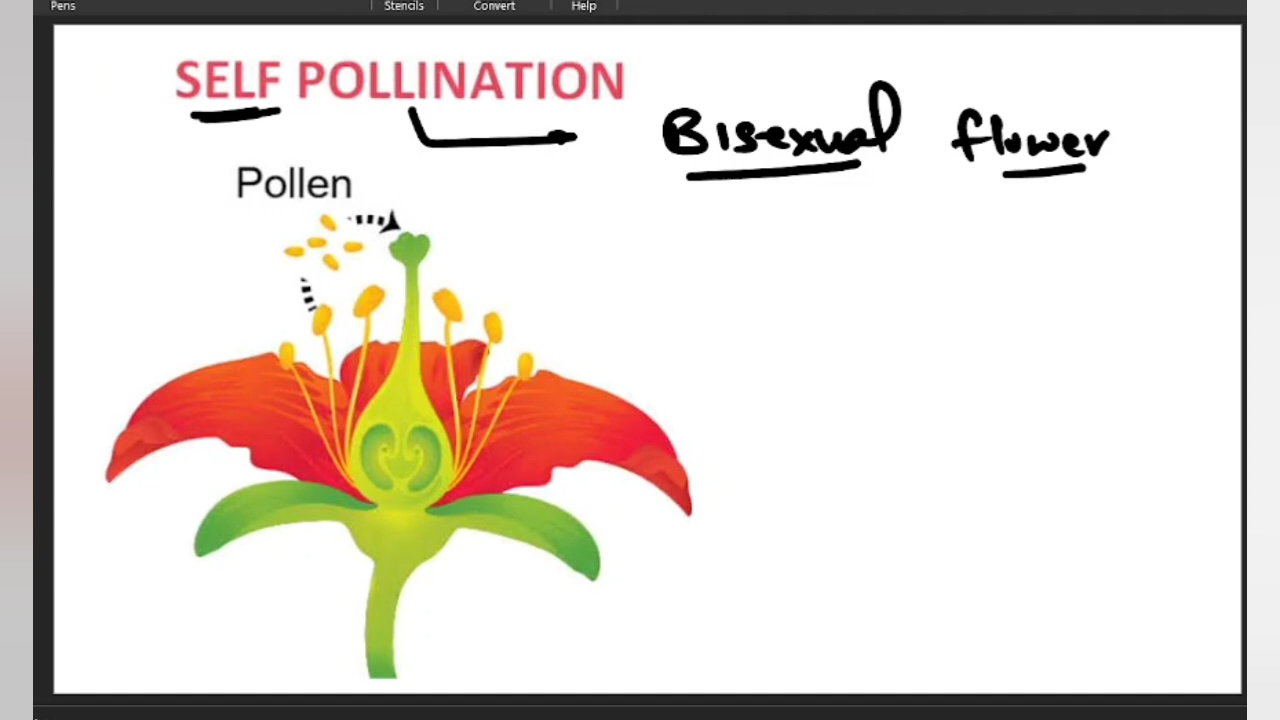 Pens Stencils Convert Help
SELF POLLINATION
Bisexual flower
Pollen